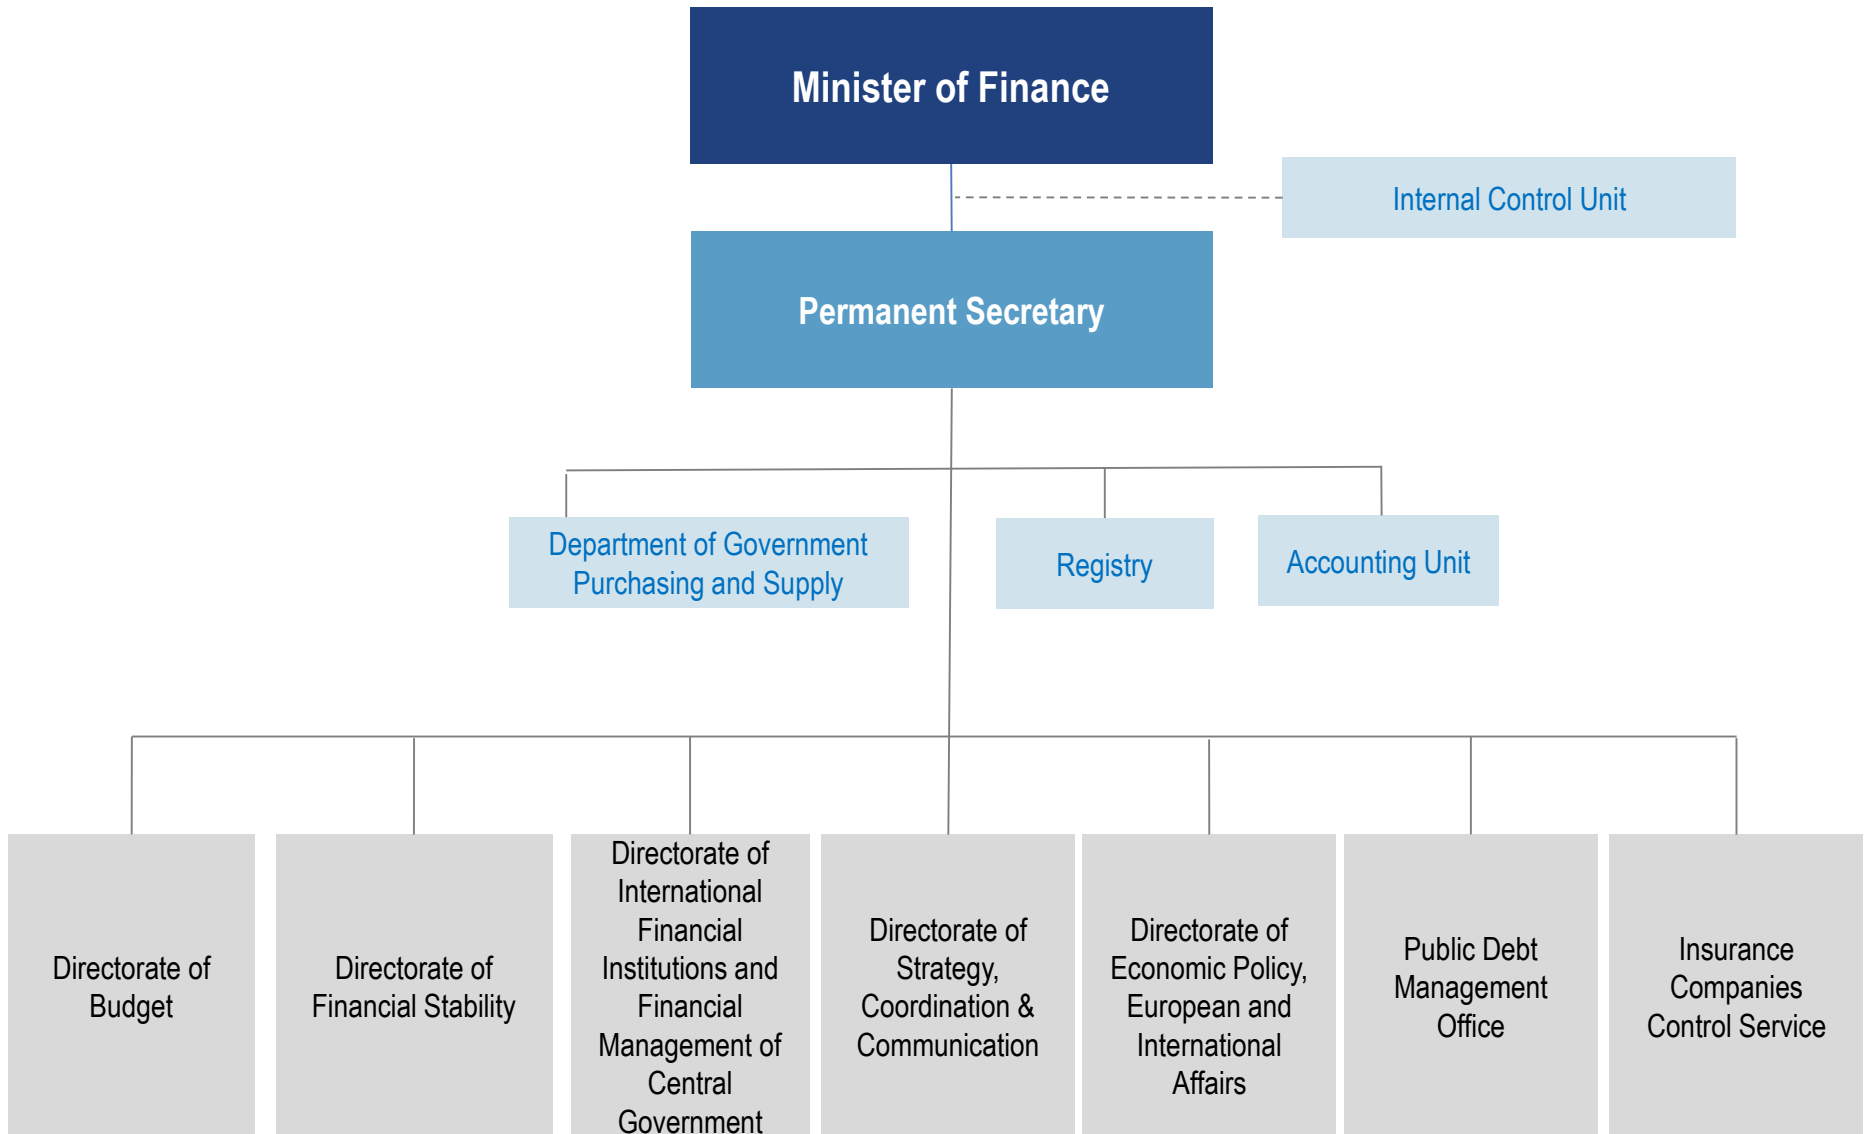 Minister of Finance
Internal Control Unit
Permanent Secretary
Department of Government
Purchasing and Supply
Registry
Accounting Unit
Directorate of
Budget
Directorate of
Financial Stability
Directorate of
International
Financial
Institutions and
Financial
Management of
Central
Government
Directorate of
Strategy,
Coordination &
Communication
Directorate of
Economic Policy,
European and
International
Affairs
Public Debt
Management
Office
Insurance
Companies
Control Service